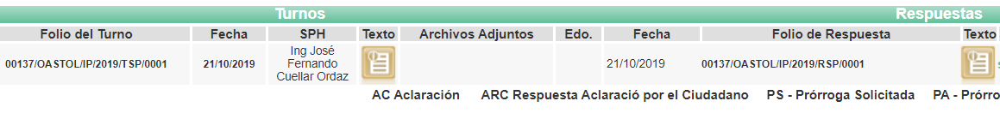 Turnos Respuestas
Folio del Turno Fecha SPH Texto Archivos Adjuntos Edo. Fecha Folio de Respuesta Texto
00137/OASTOL/IP/2019/TSP/0001 21/10/2019 Ing José Fernando Cuellar Ordaz 21/10/2019 00137/OASTOL/IP/2019/RSP/0001
AC Aclaración ARC Respuesta Aclaració por el Ciudadano PS - Prórroga Solicitada PA - Prórro